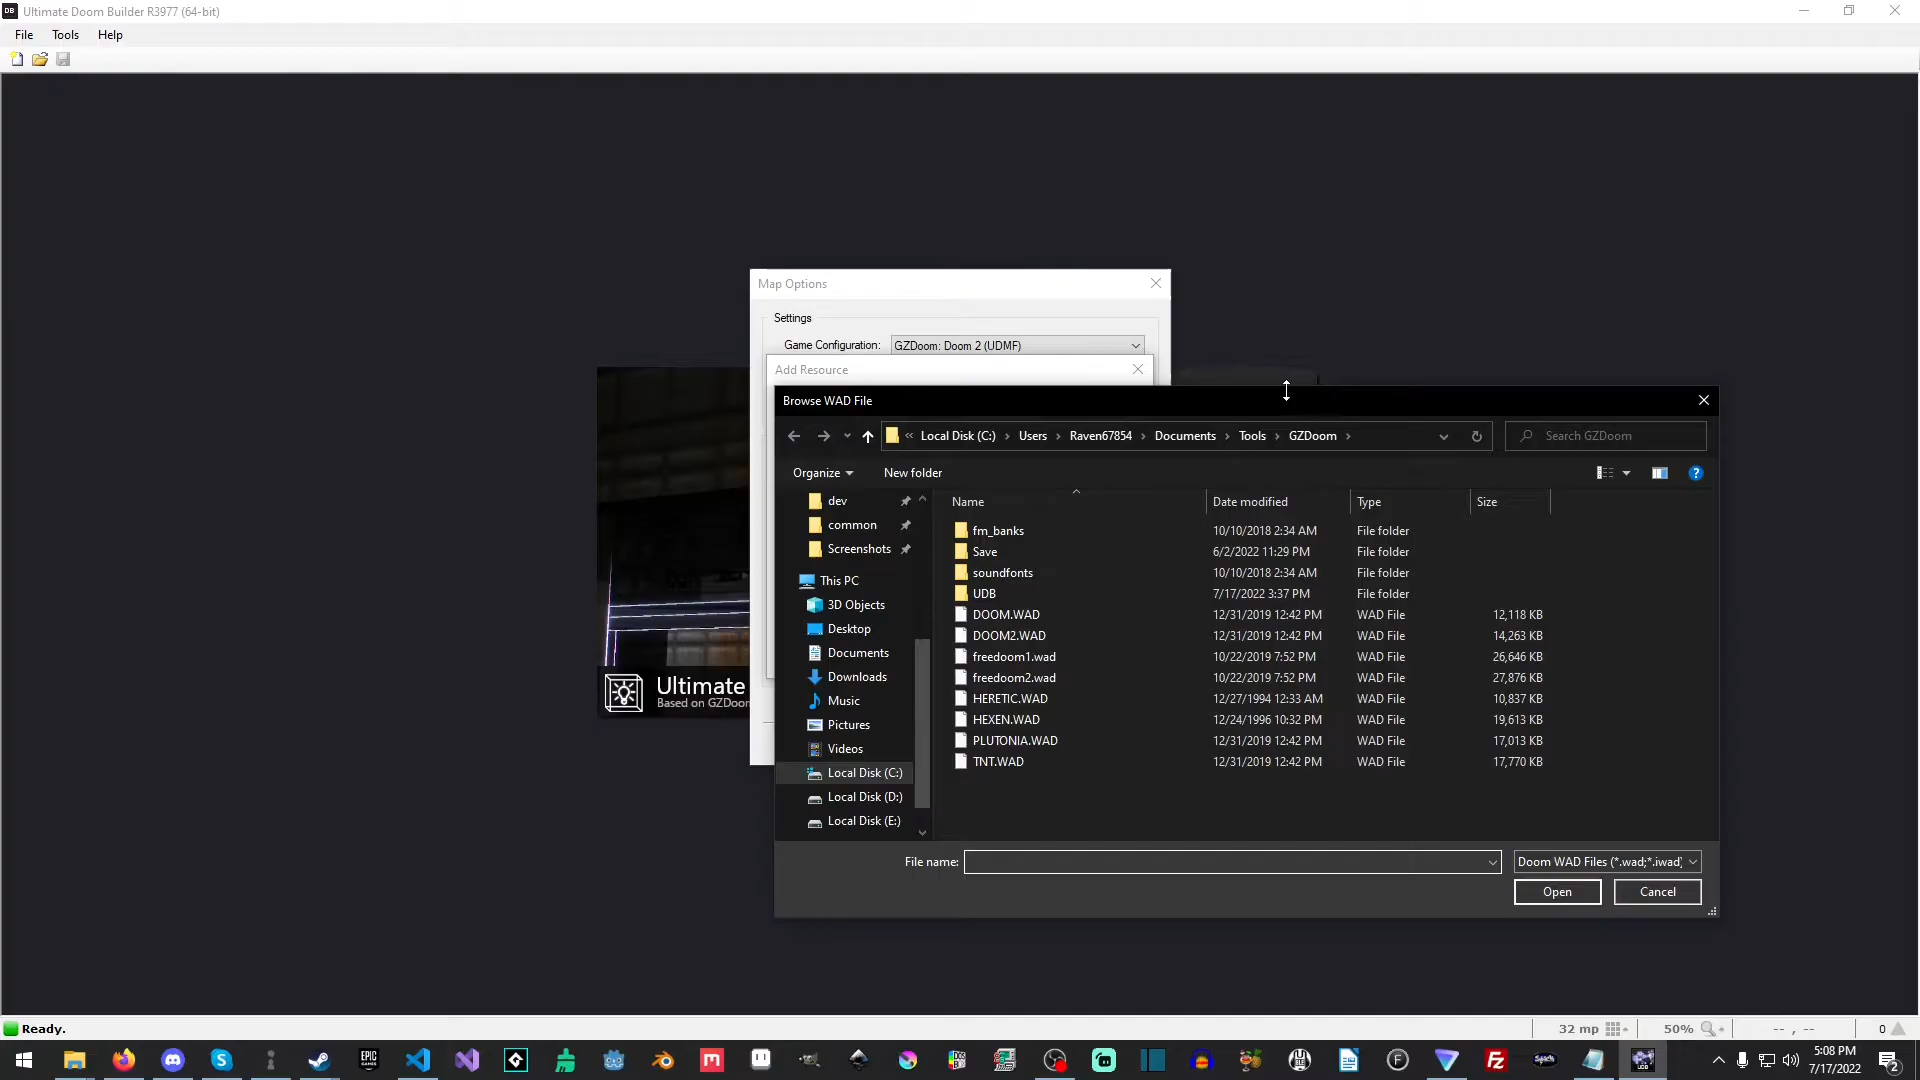 Ultimate Doom Builder R3977 (64-bit)
File Tools Help
Map Options
Settings
Game Configuration: GZDoom: Doom 2 (UDMF)
Add Resource
Browse WAD File
« Local Disk (C:) › Users › Raven67854 › Documents › Tools › GZDoom ›
Search GZDoom
Organize New folder
dev
common
Screenshots
This PC
3D Objects
Desktop
Documents
Downloads
Music
Pictures
Videos
Local Disk (C:)
Local Disk (D:)
Local Disk (E:)
Name Date modified Type Size
fm_banks 10/10/2018 2:34 AM File folder
Save 6/2/2022 11:29 PM File folder
soundfonts 10/10/2018 2:34 AM File folder
UDB 7/17/2022 3:37 PM File folder
DOOM.WAD 12/31/2019 12:42 PM WAD File 12,118 KB
DOOM2.WAD 12/31/2019 12:42 PM WAD File 14,263 KB
freedoom1.wad 10/22/2019 7:52 PM WAD File 26,646 KB
freedoom2.wad 10/22/2019 7:52 PM WAD File 27,876 KB
HERETIC.WAD 12/27/1994 12:33 AM WAD File 10,837 KB
HEXEN.WAD 12/24/1996 10:32 PM WAD File 19,613 KB
PLUTONIA.WAD 12/31/2019 12:42 PM WAD File 17,013 KB
TNT.WAD 12/31/2019 12:42 PM WAD File 17,770 KB
Ultimate
Based on GZDoom
File name: Doom WAD Files (*.wad;*.iwad)
Open Cancel
Ready. 32 mp 50% -- , -- 0
5:08 PM
7/17/2022
2